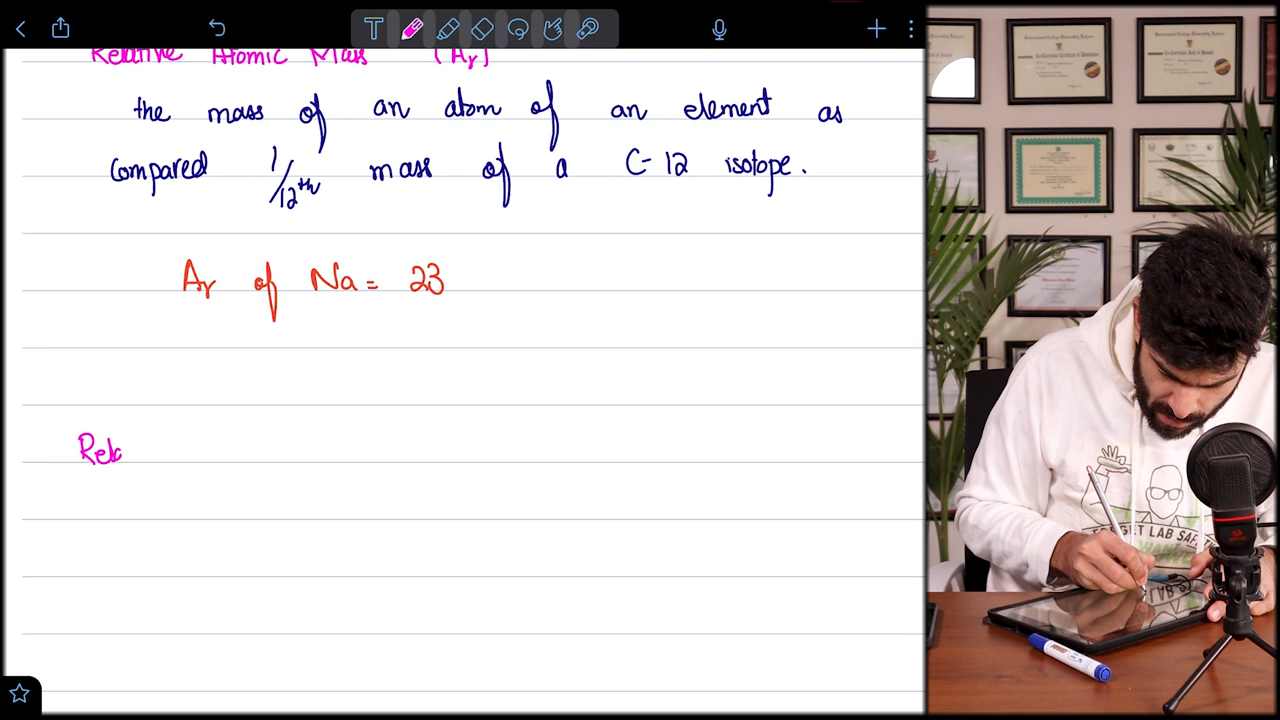 Relative Atomic Mass (Ar)
the mass of an atom of an element as
compared 1/12th mass of a C-12 isotope.
Ar of Na = 23
Rela